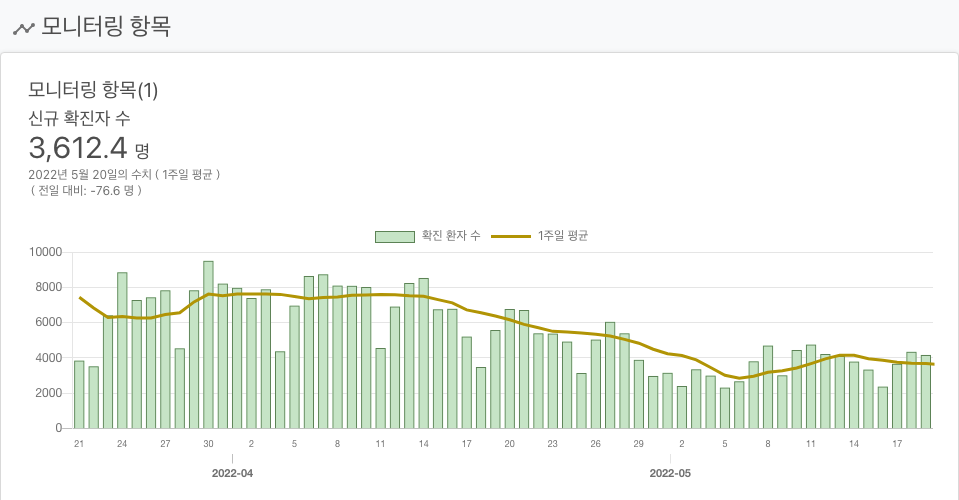 모니터링 항목
모니터링 항목(1)
신규 확진자 수
3,612.4 명
2022년 5월 20일의 수치 ( 1주일 평균 )
( 전일 대비: -76.6 명 )
확진 환자 수 1주일 평균
10000
8000
6000
4000
2000
0
21 24 27 30 2 5 8 11 14 17 20 23 26 29 2 5 8 11 14 17
2022-04 2022-05